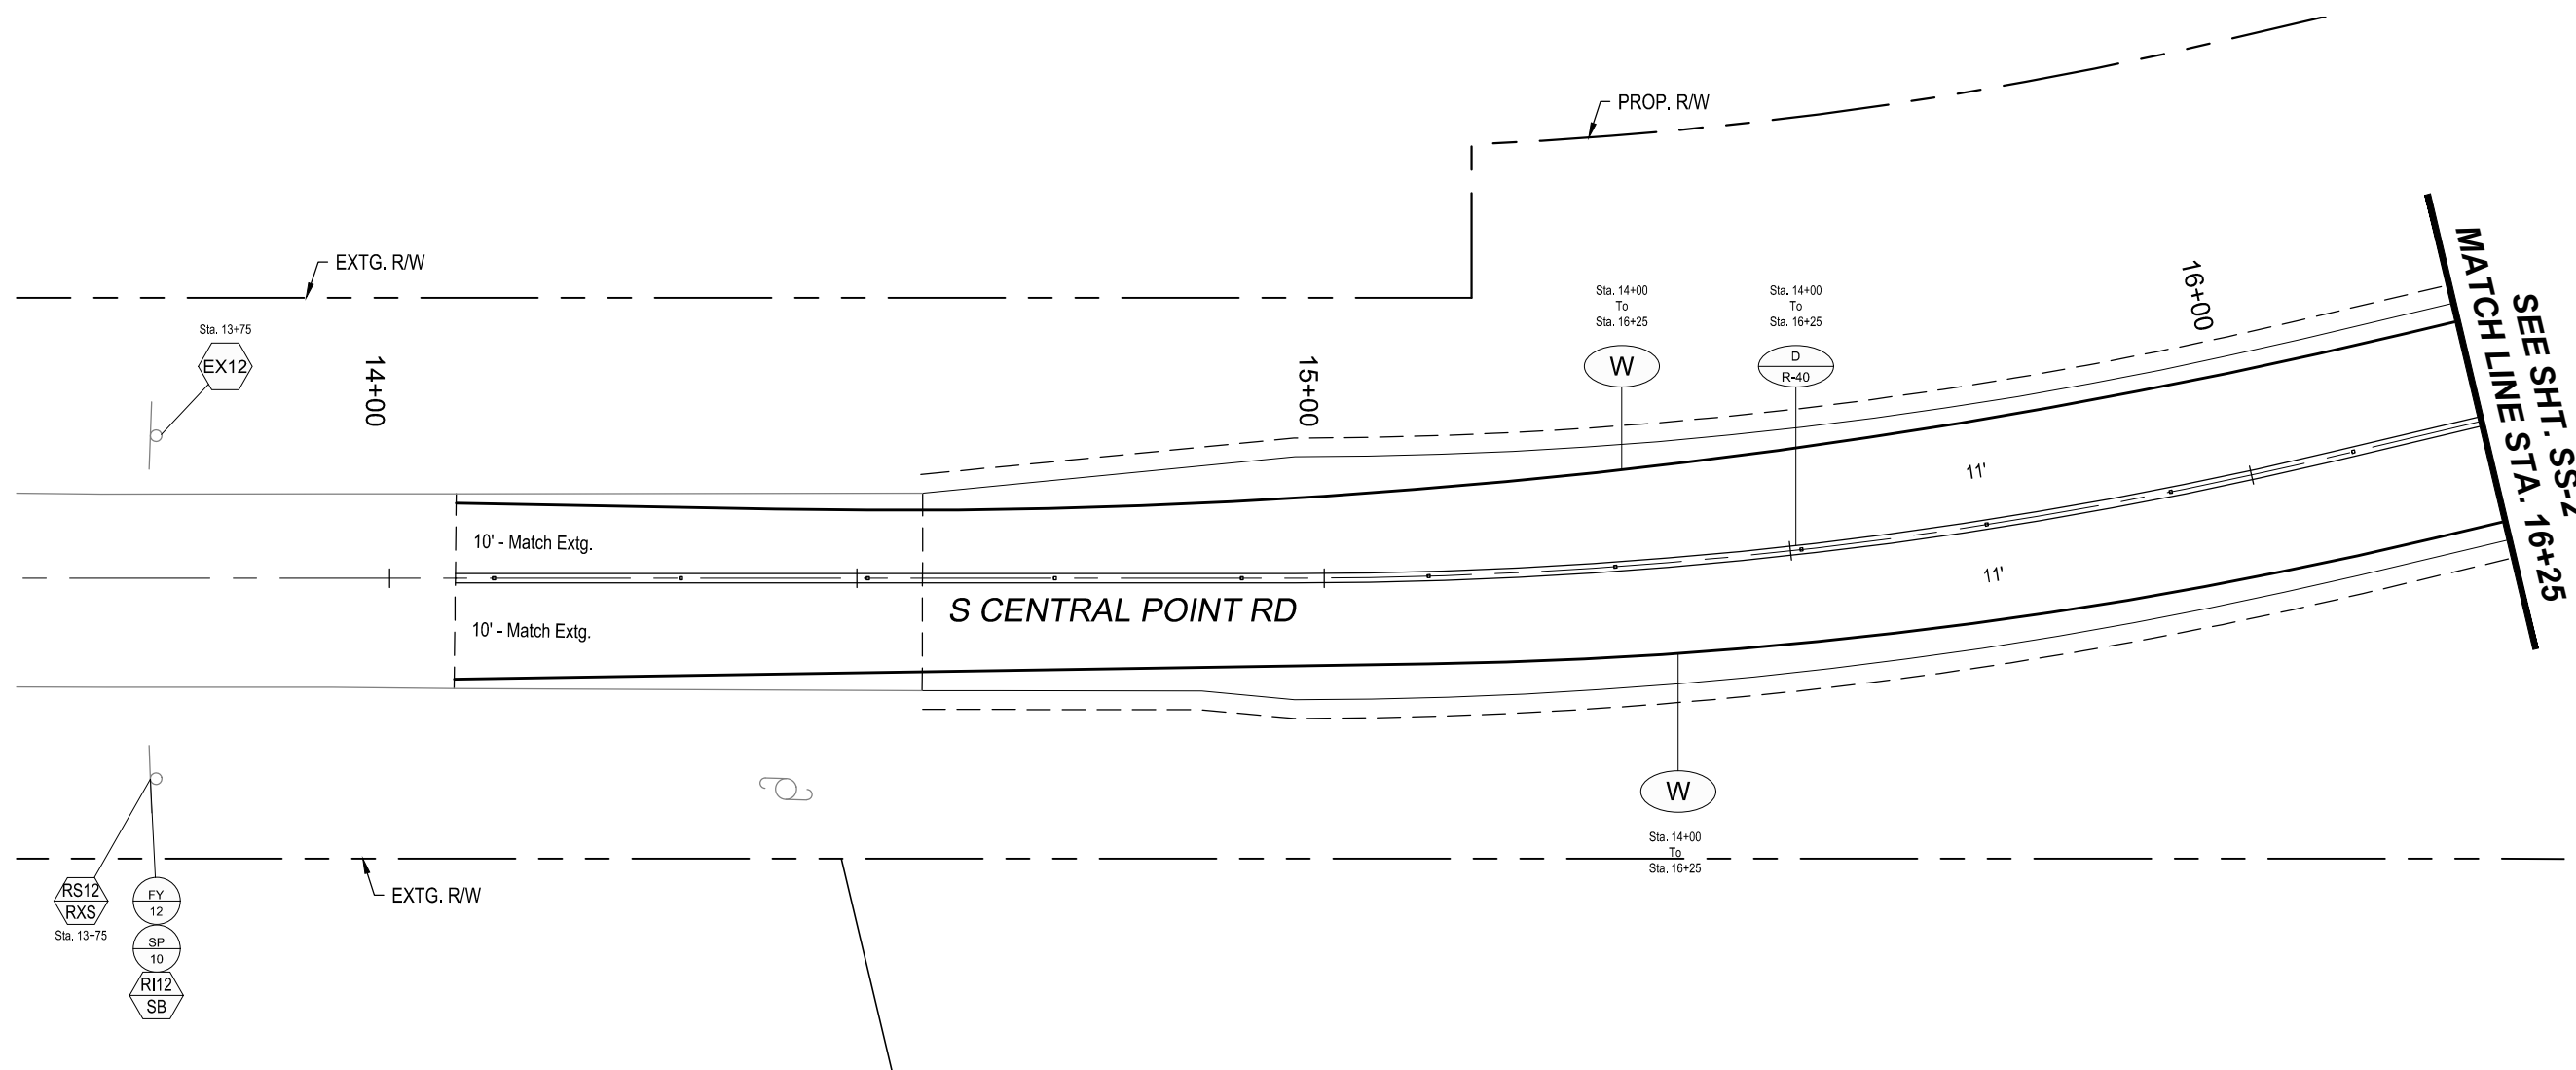 PROP. R/W
EXTG. R/W
Sta. 13+75
EX12
14+00
15+00
Sta. 14+00
To
Sta. 16+25
W
Sta. 14+00
To
Sta. 16+25
D
R-40
16+00
SEE SHT. SS-2
MATCH LINE STA. 16+25
11'
11'
10' - Match Extg.
10' - Match Extg.
S CENTRAL POINT RD
W
Sta. 14+00
To
Sta. 16+25
EXTG. R/W
RS12
RXS
Sta. 13+75
FY
12
SP
10
RI12
SB